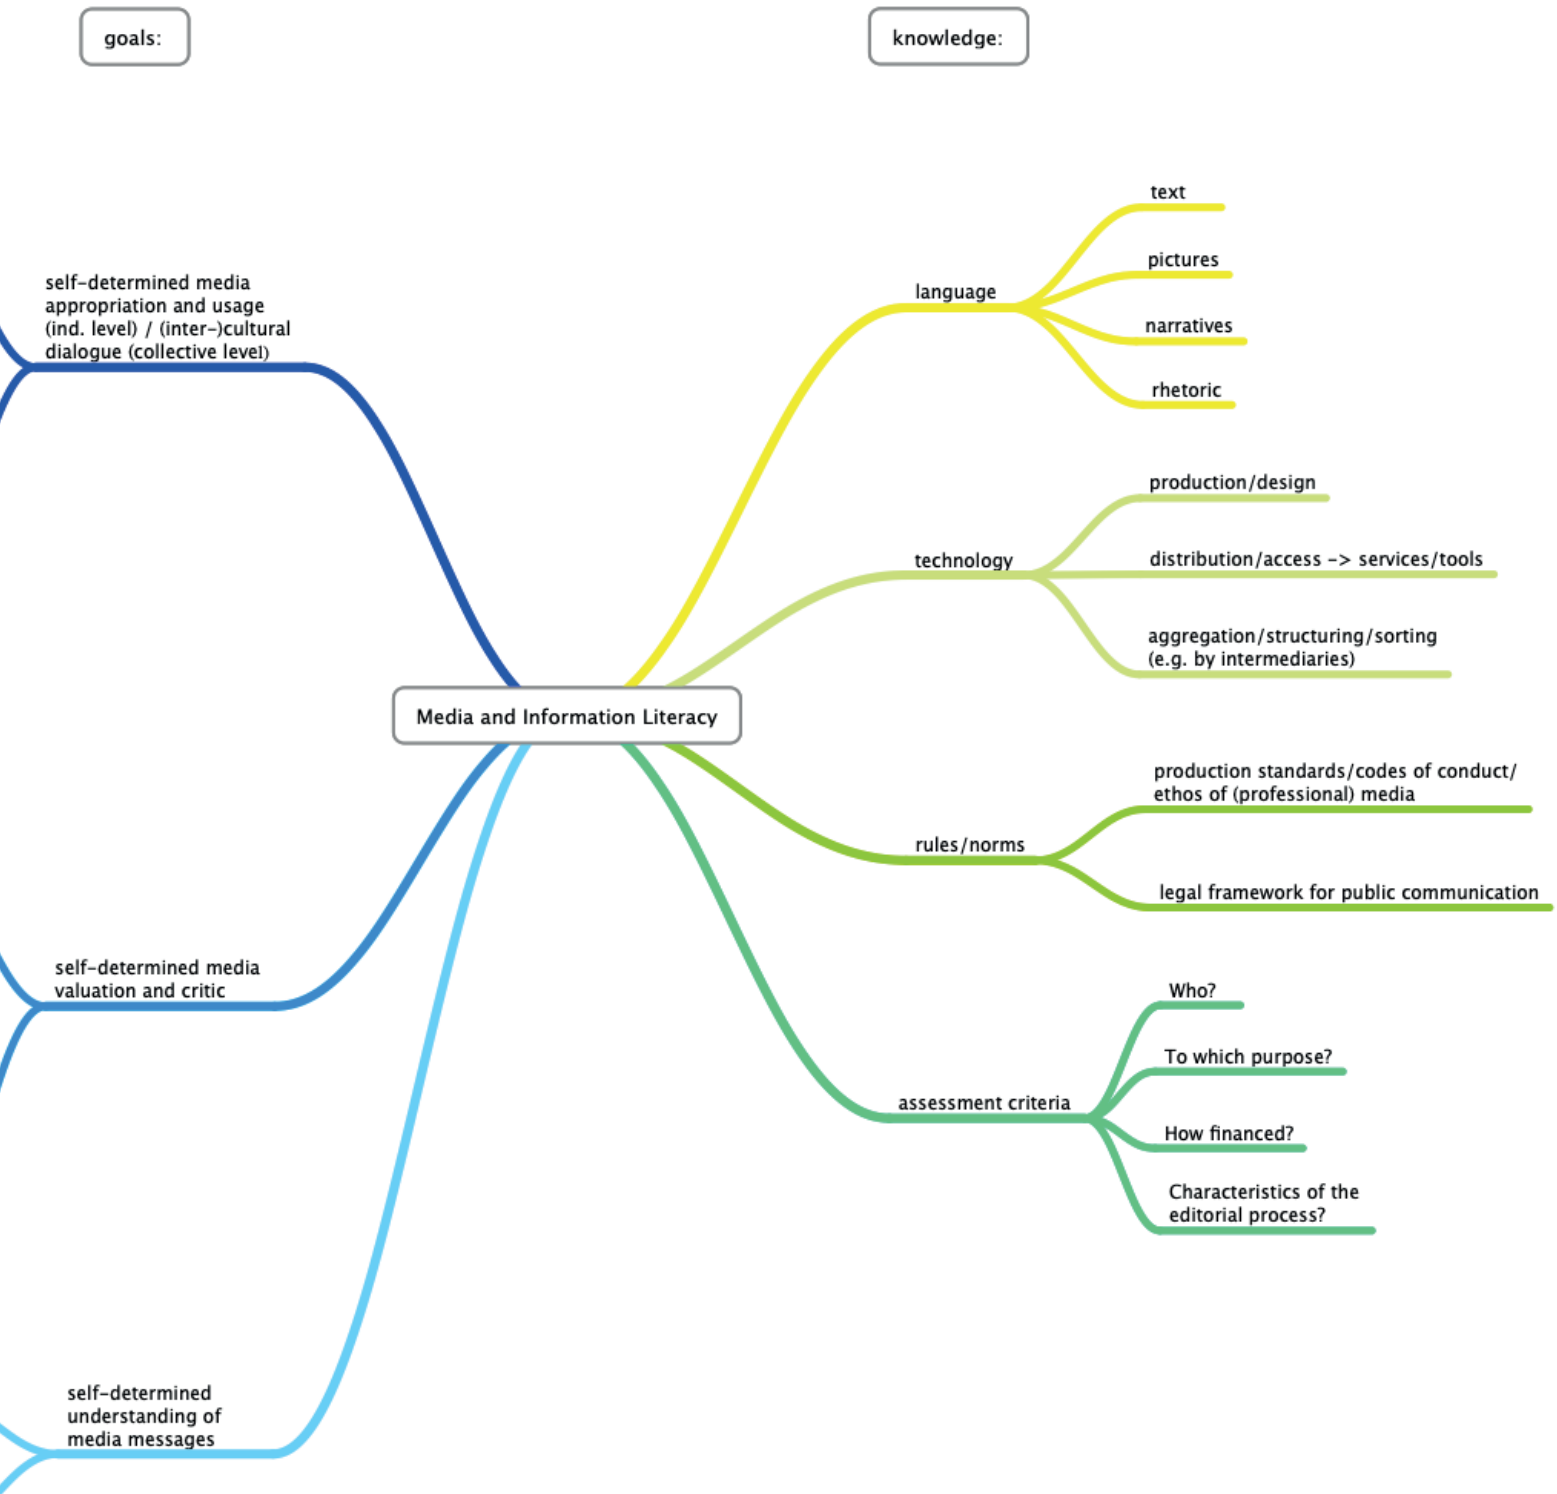 goals:
knowledge:
self-determined media
appropriation and usage
(ind. level) / (inter-)cultural
dialogue (collective level)
self-determined media
valuation and critic
self-determined
understanding of
media messages
Media and Information Literacy
language
text
pictures
narratives
rhetoric
technology
production/design
distribution/access -> services/tools
aggregation/structuring/sorting
(e.g. by intermediaries)
rules/norms
production standards/codes of conduct/
ethos of (professional) media
legal framework for public communication
assessment criteria
Who?
To which purpose?
How financed?
Characteristics of the
editorial process?